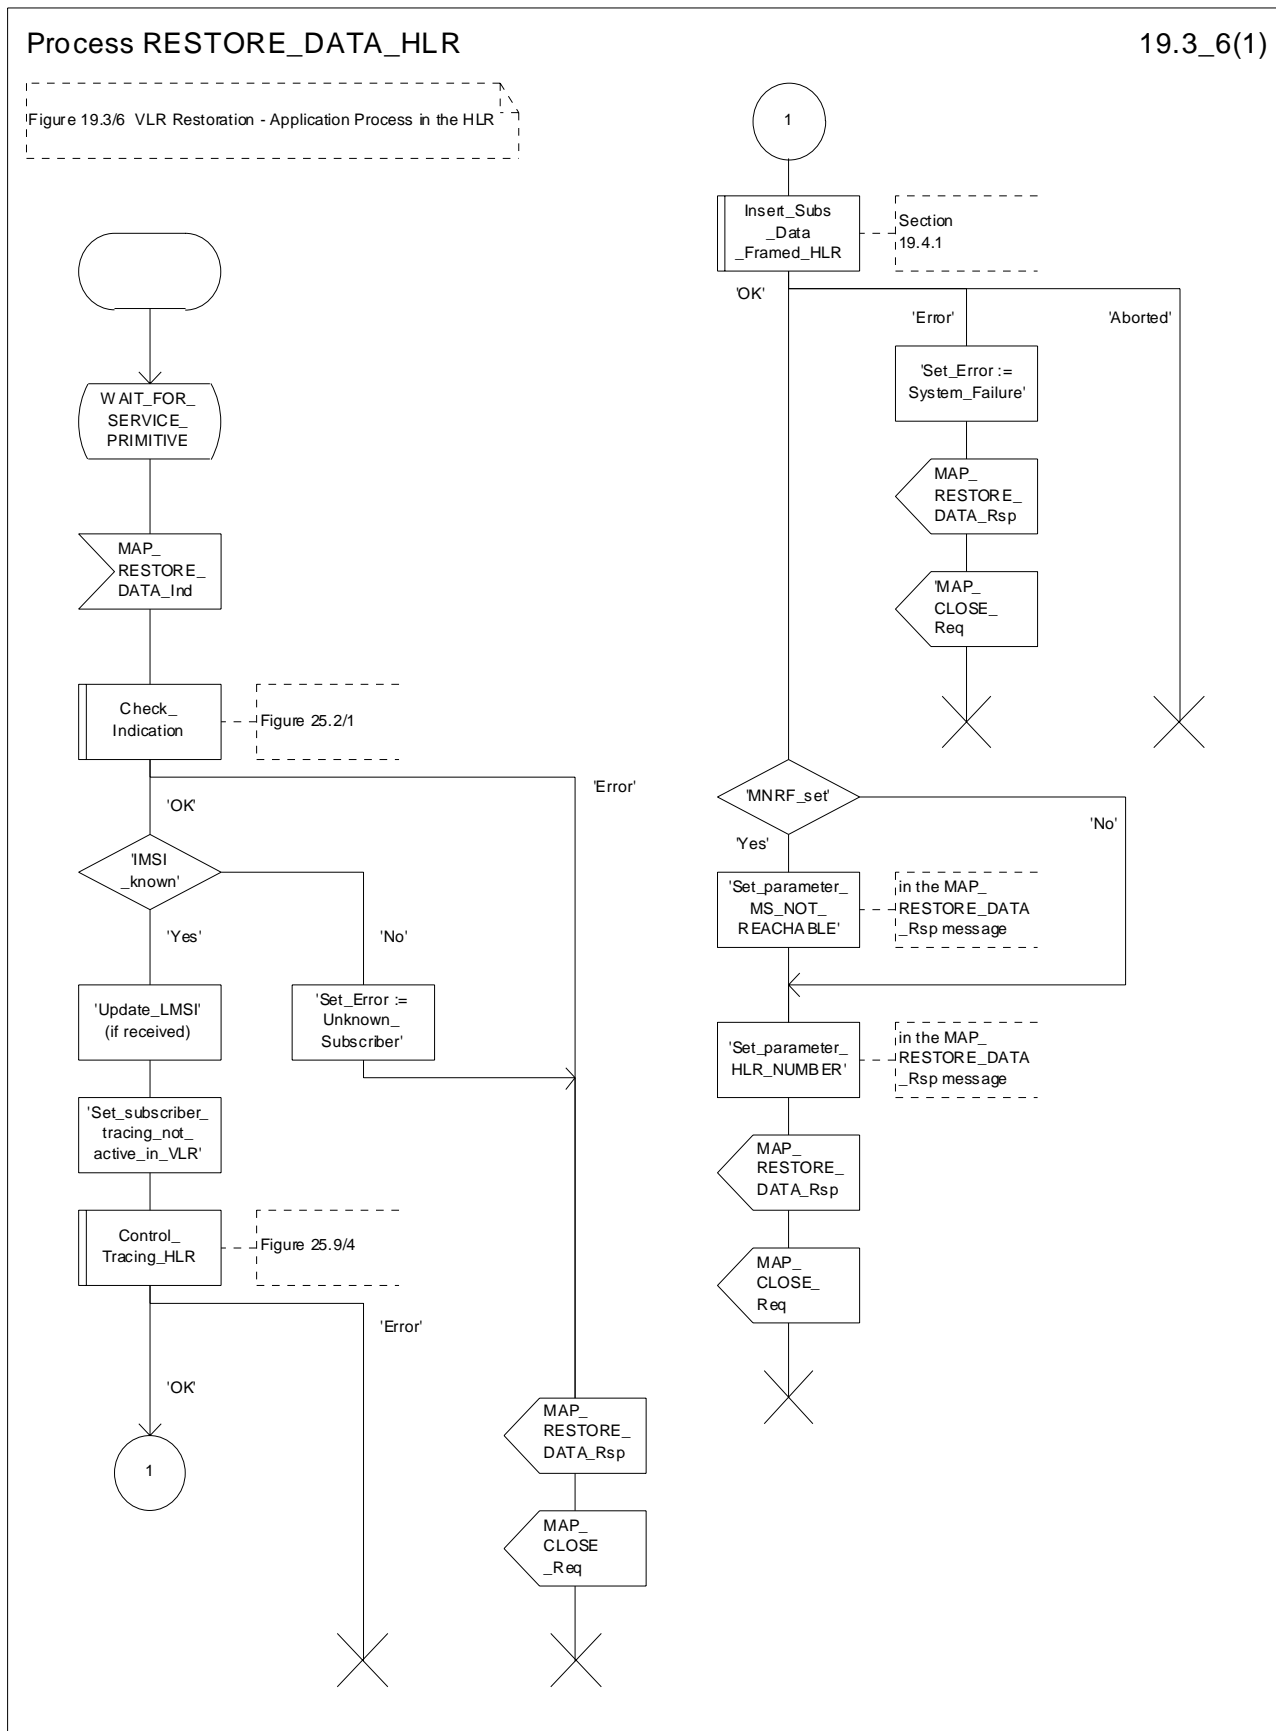 Process RESTORE_DATA_HLR
19.3_6(1)
Figure 19.3/6 VLR Restoration - Application Process in the HLR
WAIT_FOR_
SERVICE_
PRIMITIVE
MAP_
RESTORE_
DATA_Ind
Check_
Indication
Figure 25.2/1
'Error'
'OK'
'IMSI
_known'
'Yes'
'No'
'Update_LMSI'
(if received)
'Set_Error :=
Unknown_
Subscriber'
'Set_subscriber_
tracing_not_
active_in_VLR'
Control_
Tracing_HLR
Figure 25.9/4
'Error'
'OK'
1
MAP_
RESTORE_
DATA_Rsp
MAP_
CLOSE
_Req
1
Insert_Subs
_Data
_Framed_HLR
Section
19.4.1
'OK'
'Error'
'Aborted'
'Set_Error :=
System_Failure'
MAP_
RESTORE_
DATA_Rsp
'MAP_
CLOSE_
Req
'MNRF_set'
'No'
'Yes'
'Set_parameter_
MS_NOT_
REACHABLE'
in the MAP_
RESTORE_DATA
_Rsp message
'Set_parameter_
HLR_NUMBER'
in the MAP_
RESTORE_DATA
_Rsp message
MAP_
RESTORE_
DATA_Rsp
MAP_
CLOSE_
Req